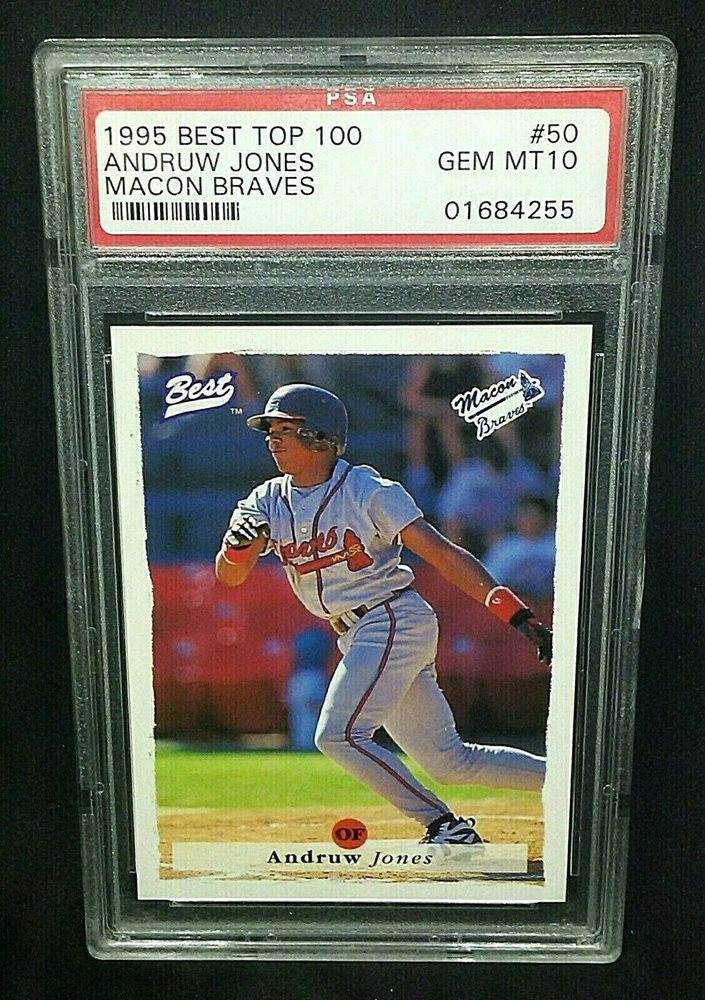 PSA
1995 BEST TOP 100 #50
ANDRUW JONES GEM MT10
MACON BRAVES
01684255
Best
TM
Macon
Braves
Braves
OF
Andruw Jones